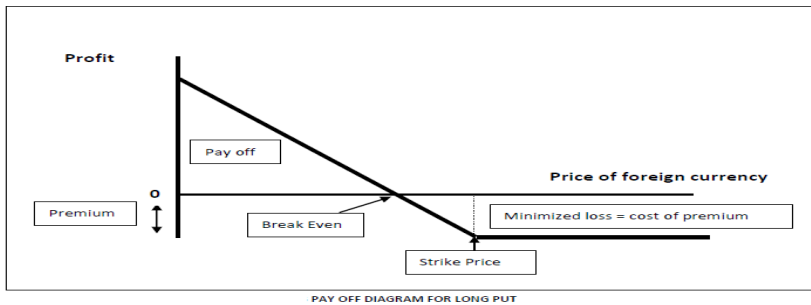 Profit
Pay off
Price of foreign currency
0
Premium
Break Even
Minimized loss = cost of premium
Strike Price
PAY OFF DIAGRAM FOR LONG PUT